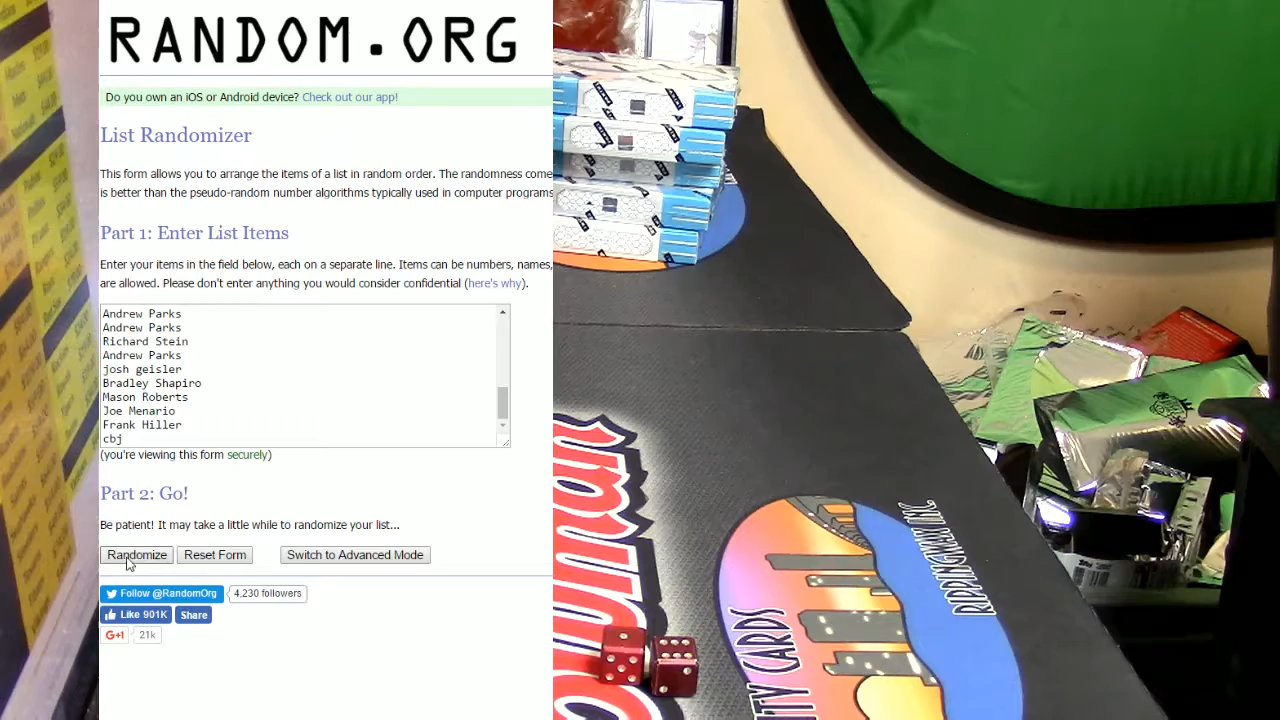 RANDOM.ORG
Do you own an iOS or Android device? Check out our app!
List Randomizer
This form allows you to arrange the items of a list in random order. The randomness come
is better than the pseudo-random number algorithms typically used in computer programs
Part 1: Enter List Items
Enter your items in the field below, each on a separate line. Items can be numbers, names,
are allowed. Please don't enter anything you would consider confidential (here's why).
Andrew Parks
Andrew Parks
Richard Stein
Andrew Parks
josh geisler
Bradley Shapiro
Mason Roberts
Joe Menario
Frank Hiller
cbj
(you're viewing this form securely)
Part 2: Go!
Be patient! It may take a little while to randomize your list...
Randomize
Reset Form
Switch to Advanced Mode
Follow @RandomOrg
4,230 followers
Like 901K
Share
G+1
21k
RIPPINGWAX INC
ITY CARDS